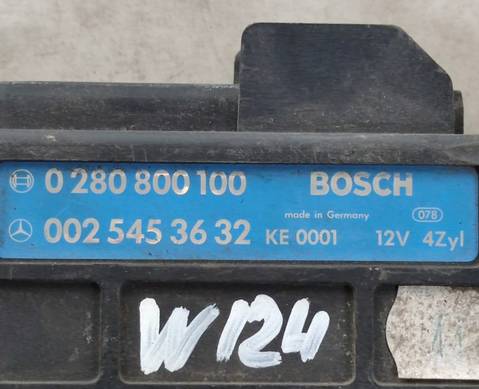 0 280 800 100 BOSCH
made in Germany 078
002 545 36 32 KE 0001 12V 4Zyl
W124